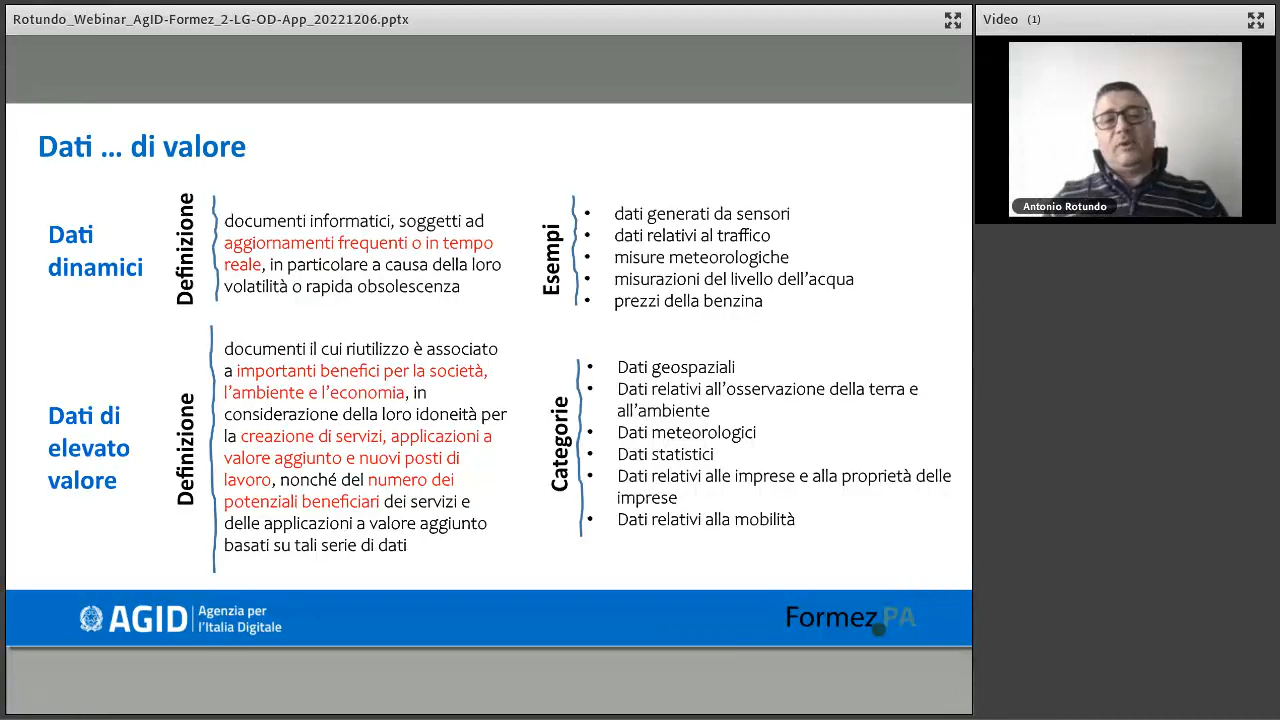 Rotundo_Webinar_AgID-Formez_2-LG-OD-App_20221206.pptx
Video (1)
Antonio Rotundo
Dati ... di valore
Dati
dinamici
Definizione
documenti informatici, soggetti ad
aggiornamenti frequenti o in tempo
reale, in particolare a causa della loro
volatilità o rapida obsolescenza
Esempi
• dati generati da sensori
• dati relativi al traffico
• misure meteorologiche
• misurazioni del livello dell’acqua
• prezzi della benzina
Dati di
elevato
valore
Definizione
documenti il cui riutilizzo è associato
a importanti benefici per la società,
l’ambiente e l’economia, in
considerazione della loro idoneità per
la creazione di servizi, applicazioni a
valore aggiunto e nuovi posti di
lavoro, nonché del numero dei
potenziali beneficiari dei servizi e
delle applicazioni a valore aggiunto
basati su tali serie di dati
Categorie
• Dati geospaziali
• Dati relativi all’osservazione della terra e
all’ambiente
• Dati meteorologici
• Dati statistici
• Dati relativi alle imprese e alla proprietà delle
imprese
• Dati relativi alla mobilità
AGID
Agenzia per
l’Italia Digitale
Formez PA